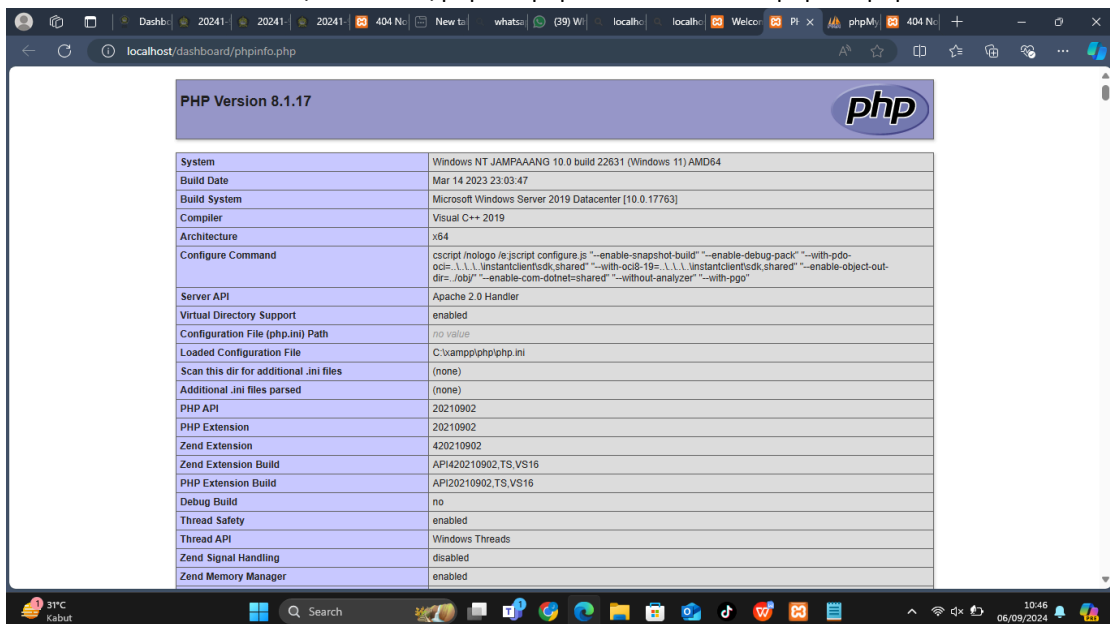 Dashbo 20241- 20241- 20241- 404 No New ta whatsa (39) Wh localho localho Welcon PH phpMy 404 No
localhost/dashboard/phpinfo.php
PHP Version 8.1.17
php
System Windows NT JAMPAAANG 10.0 build 22631 (Windows 11) AMD64
Build Date Mar 14 2023 23:03:47
Build System Microsoft Windows Server 2019 Datacenter [10.0.17763]
Compiler Visual C++ 2019
Architecture x64
Configure Command cscript /nologo /e:jscript configure.js "--enable-snapshot-build" "--enable-debug-pack" "--with-pdo-
oci=..\..\..\..\instantclient\sdk,shared" "--with-oci8-19=..\..\..\..\instantclient\sdk,shared" "--enable-object-out-
dir=../obj/" "--enable-com-dotnet=shared" "--without-analyzer" "--with-pgo"
Server API Apache 2.0 Handler
Virtual Directory Support enabled
Configuration File (php.ini) Path no value
Loaded Configuration File C:\xampp\php\php.ini
Scan this dir for additional .ini files (none)
Additional .ini files parsed (none)
PHP API 20210902
PHP Extension 20210902
Zend Extension 420210902
Zend Extension Build API420210902,TS,VS16
PHP Extension Build API20210902,TS,VS16
Debug Build no
Thread Safety enabled
Thread API Windows Threads
Zend Signal Handling disabled
Zend Memory Manager enabled
1 31°C
Kabut
Search
10:46
06/09/2024